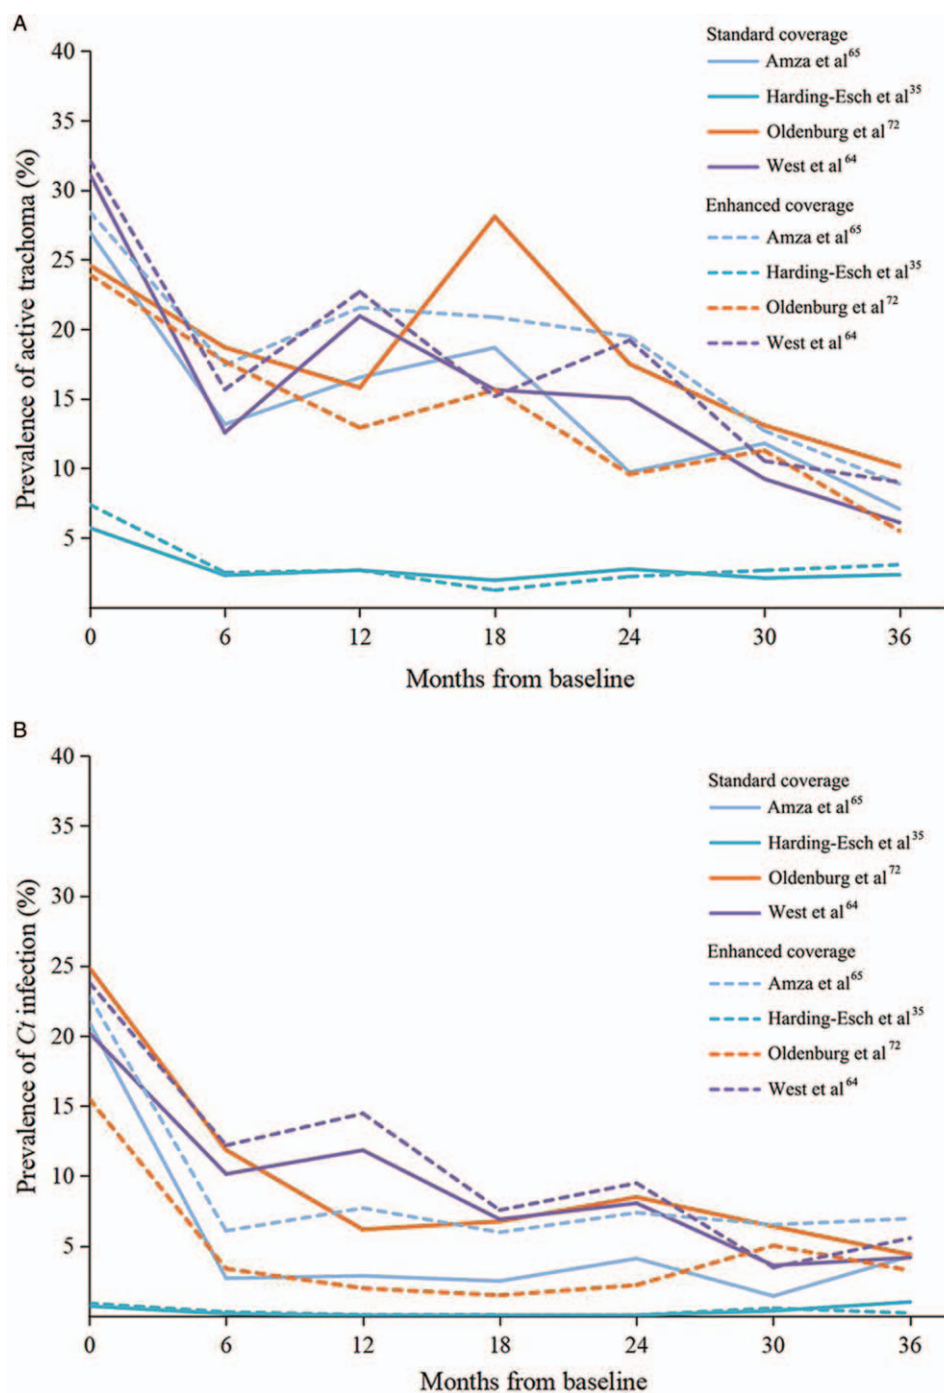 A
Standard coverage
Amza et al65
Harding-Esch et al35
Oldenburg et al72
West et al64
Enhanced coverage
Amza et al65
Harding-Esch et al35
Oldenburg et al72
West et al64
Prevalence of active trachoma (%)
40
35
30
25
20
15
10
5
0 6 12 18 24 30 36
Months from baseline
B
Standard coverage
Amza et al65
Harding-Esch et al35
Oldenburg et al72
West et al64
Enhanced coverage
Amza et al65
Harding-Esch et al35
Oldenburg et al72
West et al64
Prevalence of Ct infection (%)
40
35
30
25
20
15
10
5
0 6 12 18 24 30 36
Months from baseline